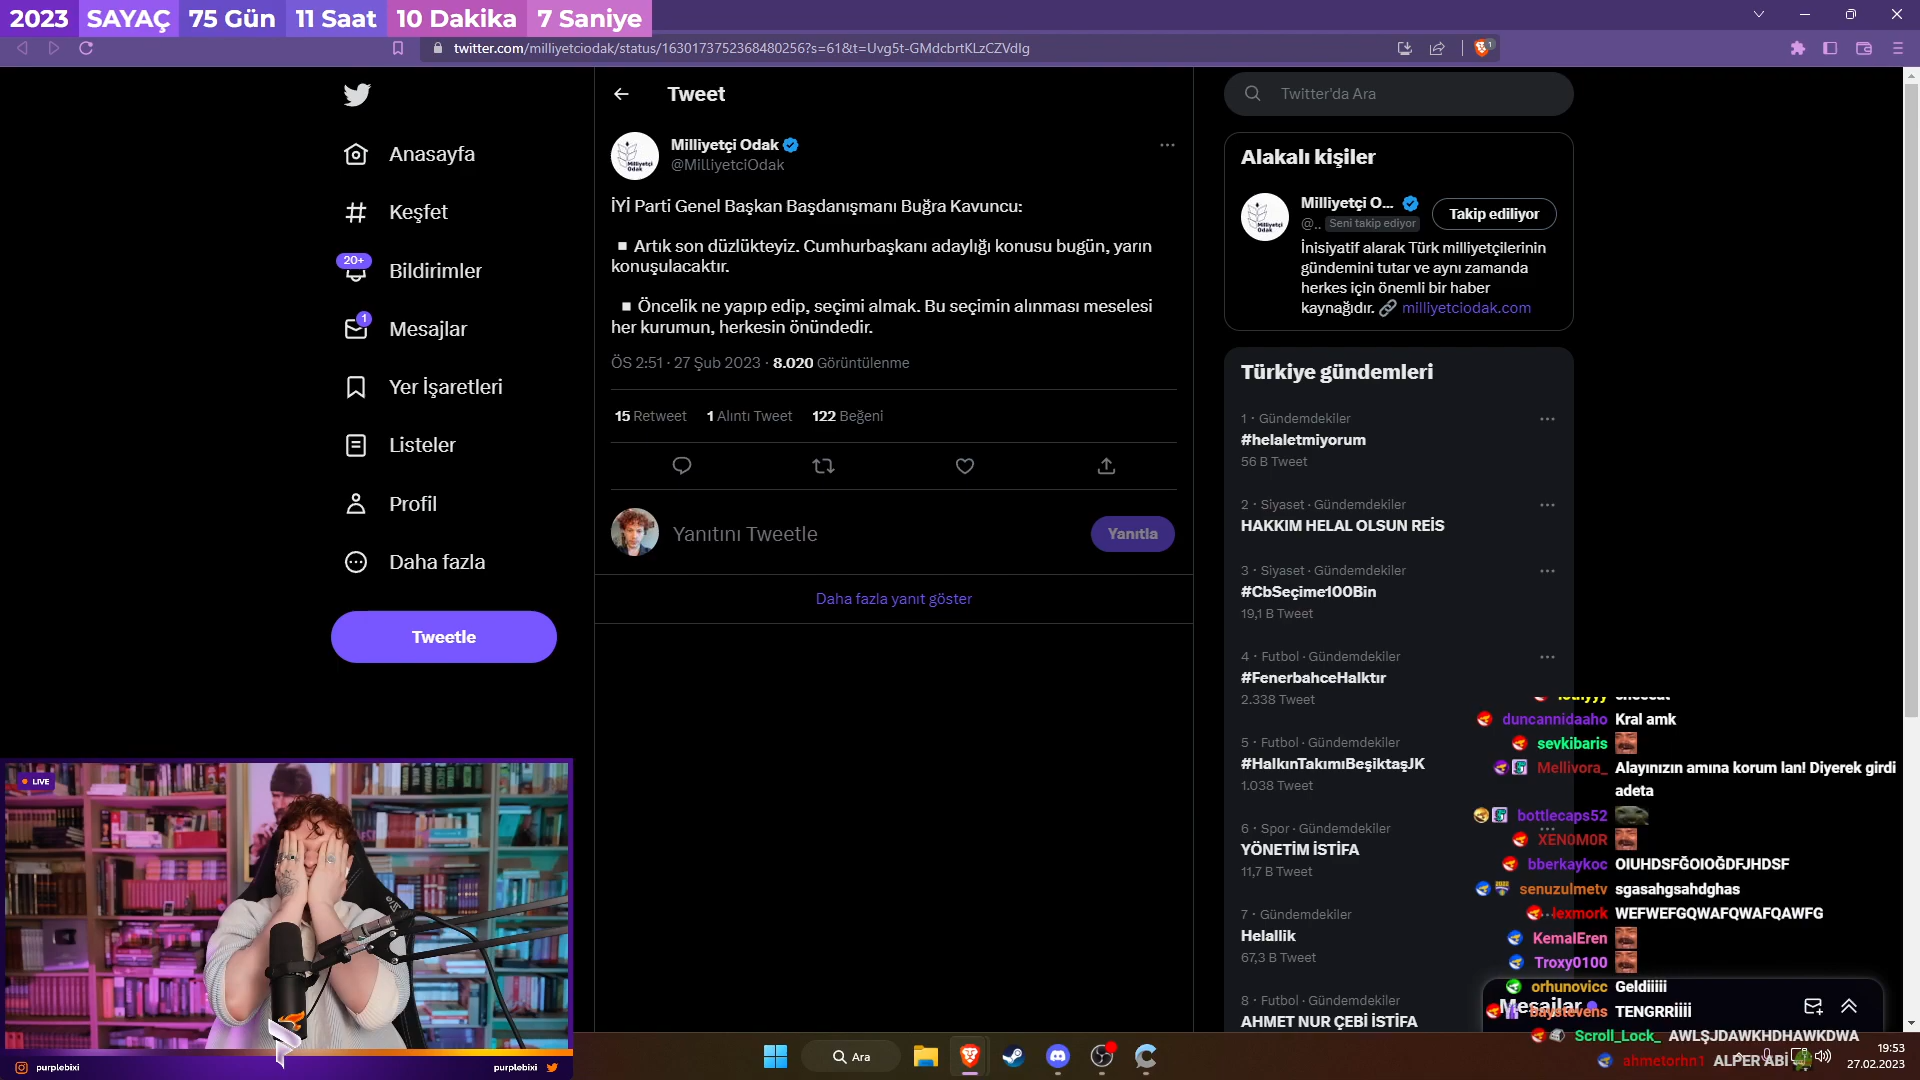 2023 SAYAÇ 75 Gün 11 Saat 10 Dakika 7 Saniye
twitter.com/milliyetciodak/status/1630173752368480256?s=61&t=Uvg5t-GMdcbrtKLzCZVdIg
Anasayfa
Keşfet
20+
Bildirimler
1
Mesajlar
Yer İşaretleri
Listeler
Profil
Daha fazla
Tweetle
Tweet
Milliyetçi Odak
@MilliyetciOdak
İYİ Parti Genel Başkan Başdanışmanı Buğra Kavuncu:
▪ Artık son düzlükteyiz. Cumhurbaşkanı adaylığı konusu bugün, yarın
konuşulacaktır.
▪ Öncelik ne yapıp edip, seçimi almak. Bu seçimin alınması meselesi
her kurumun, herkesin önündedir.
ÖS 2:51 · 27 Şub 2023 · 8.020 Görüntülenme
15 Retweet 1 Alıntı Tweet 122 Beğeni
Yanıtını Tweetle
Yanıtla
Daha fazla yanıt göster
Twitter'da Ara
Alakalı kişiler
Milliyetçi O...
@.. Seni takip ediyor
Takip ediliyor
İnisiyatif alarak Türk milliyetçilerinin
gündemini tutar ve aynı zamanda
herkes için önemli bir haber
kaynağıdır. 🔗 milliyetciodak.com
Türkiye gündemleri
1 · Gündemdekiler
#helaletmiyorum
56 B Tweet
2 · Siyaset · Gündemdekiler
HAKKIM HELAL OLSUN REİS
3 · Siyaset · Gündemdekiler
#CbSeçime100Bin
19,1 B Tweet
4 · Futbol · Gündemdekiler
#FenerbahceHalktır
2.338 Tweet
5 · Futbol · Gündemdekiler
#HalkınTakımıBeşiktaşJK
1.038 Tweet
6 · Spor · Gündemdekiler
YÖNETİM İSTİFA
11,7 B Tweet
7 · Gündemdekiler
Helallik
67,3 B Tweet
8 · Futbol · Gündemdekiler
AHMET NUR ÇEBİ İSTİFA
duncannidaaho Kral amk
sevkibaris
Mellivora_ Alayınızın amına korum lan! Diyerek girdi
adeta
bottlecaps52
XEN0M0R
bberkaykoc OIUHDSFĞOIOĞDFJHDSF
senuzulmetv sgasahgsahdghas
lexmork WEFWEFGQWAFQWAFQAWFG
KemalEren
Troxy0100
orhunovicc Geldiiiii
Mesajlar
TENGRRİİİİ
Scroll_Lock_ AWLŞJDAWKHDHAWKDWA
ahmetorhn1 ALPER ABİ
LIVE
purplebixi
purplebixi
Ara
19:53
27.02.2023